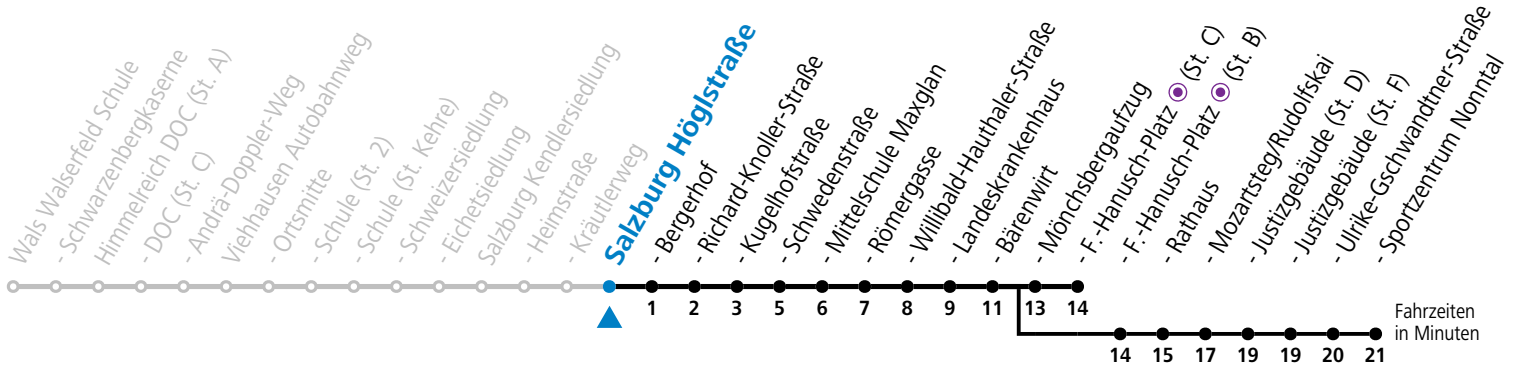 Wals Walserfeld Schule
- Schwarzenbergkaserne
Himmelreich DOC (St. A)
- DOC (St. C)
- Andrä-Doppler-Weg
Viehhausen Autobahnweg
- Ortsmitte
- Schule (St. 2)
- Schule (St. Kehre)
- Schweizersiedlung
- Eichetsiedlung
Salzburg Kendlersiedlung
- Heimstraße
- Kräutlerweg
Salzburg Höglstraße
- Bergerhof
- Richard-Knoller-Straße
- Kugelhofstraße
- Schwedenstraße
- Mittelschule Maxglan
- Römergasse
- Willibald-Hauthaler-Straße
- Landeskrankenhaus
- Bärenwirt
- Mönchsbergaufzug
- F.-Hanusch-Platz (St. C)
- F.-Hanusch-Platz (St. B)
- Rathaus
- Mozartsteg/Rudolfskai
- Justizgebäude (St. D)
- Justizgebäude (St. F)
- Ulrike-Gschwandtner-Straße
- Sportzentrum Nonntal
1 2 3 5 6 7 8 9 11 13 14
Fahrzeiten
in Minuten
14 15 17 19 19 20 21